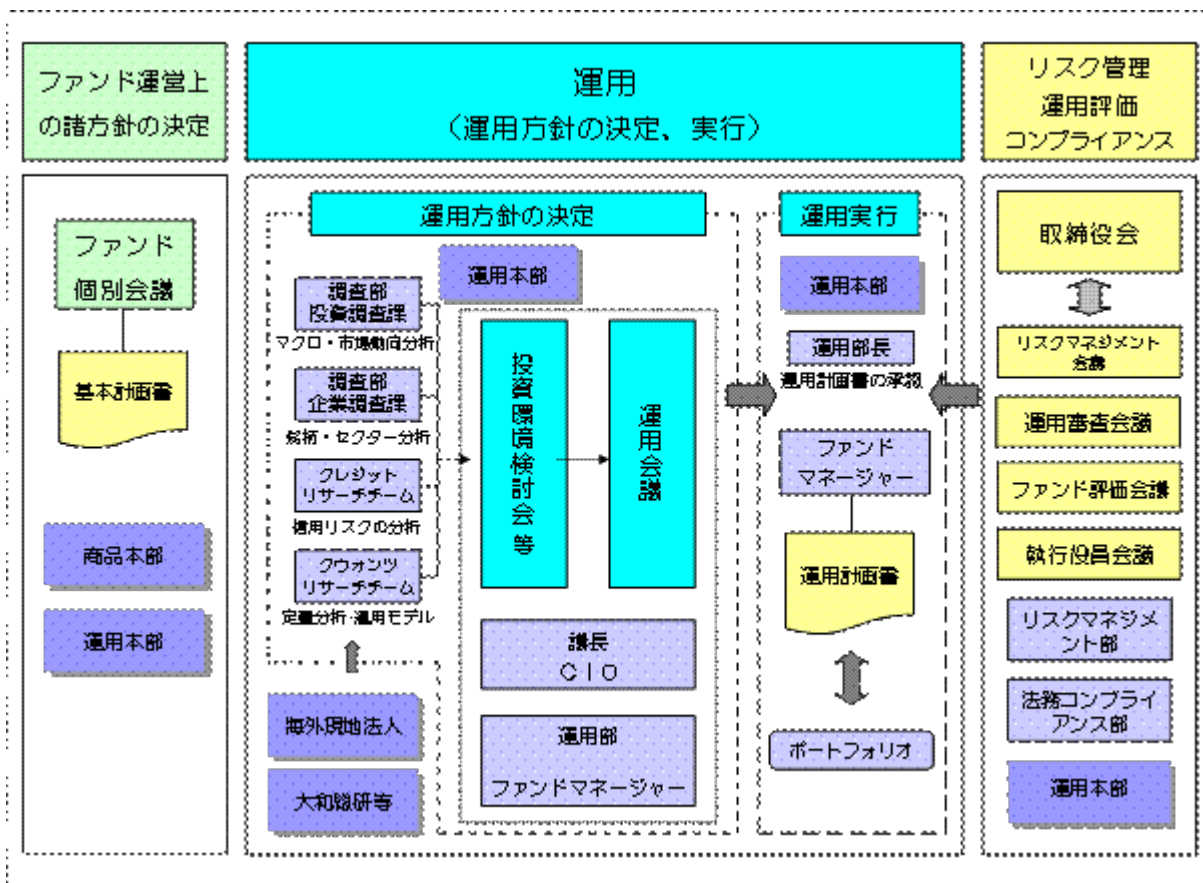 ファンド運営上
の諸方針の決定
ファンド
個別会議
基本計画書
商品本部
運用本部
運用
（運用方針の決定、実行）
運用方針の決定
運用本部
調査部
投資調査課
マクロ・市場動向分析
調査部
企業調査課
銘柄・セクター分析
クレジット
リサーチチーム
信用リスクの分析
クウォンツ
リサーチチーム
定量分析・運用モデル
海外現地法人
大和総研等
投資環境検討会等
運用会議
議長
ＣＩＯ
運用部
ファンドマネージャー
運用実行
運用本部
運用部長
運用計画書の承認
ファンド
マネージャー
運用計画書
ポートフォリオ
リスク管理
運用評価
コンプライアンス
取締役会
リスクマネジメント
会議
運用審査会議
ファンド評価会議
執行役員会議
リスクマネジメ
ント部
法務コンプライ
アンス部
運用本部